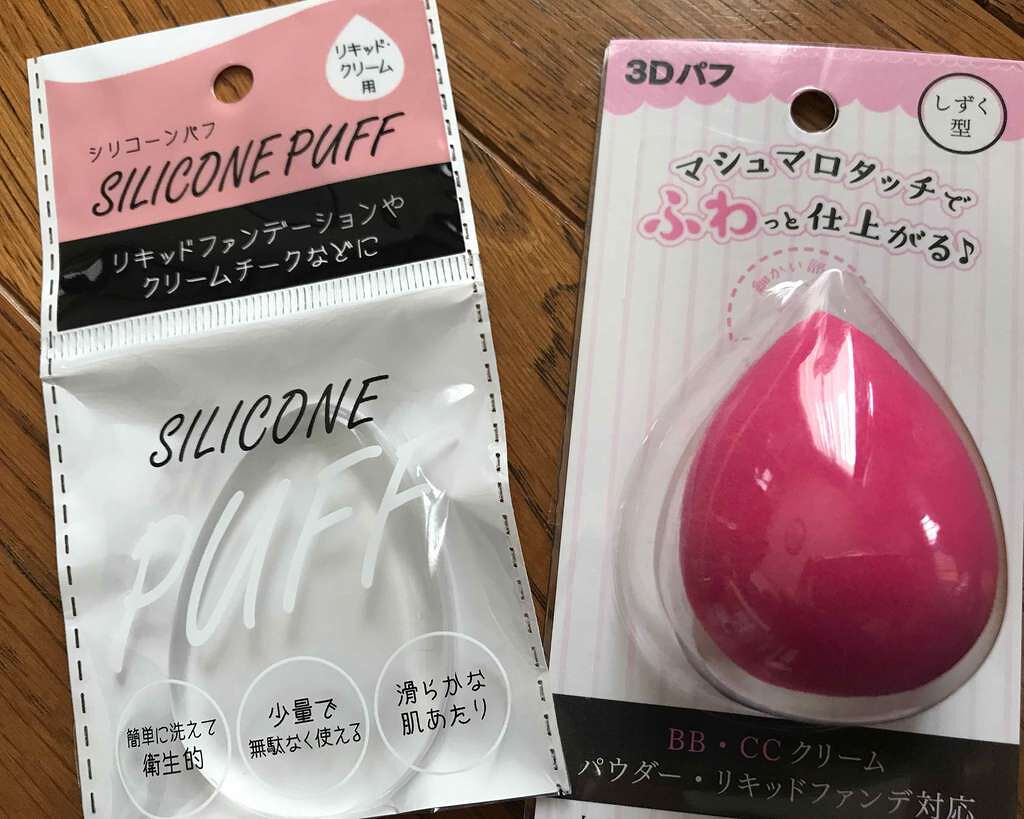 リキッド・
クリーム
用
シリコーンパフ
SILICONE PUFF
リキッドファンデーションや
クリームチークなどに
SILICONE
PUFF
簡単に洗えて
衛生的
少量で
無駄なく使える
滑らかな
肌あたり
3Dパフ
しずく
型
マシュマロタッチで
ふわっと仕上がる♪
細かい部
BB・CCクリーム
パウダー・リキッドファンデ対応